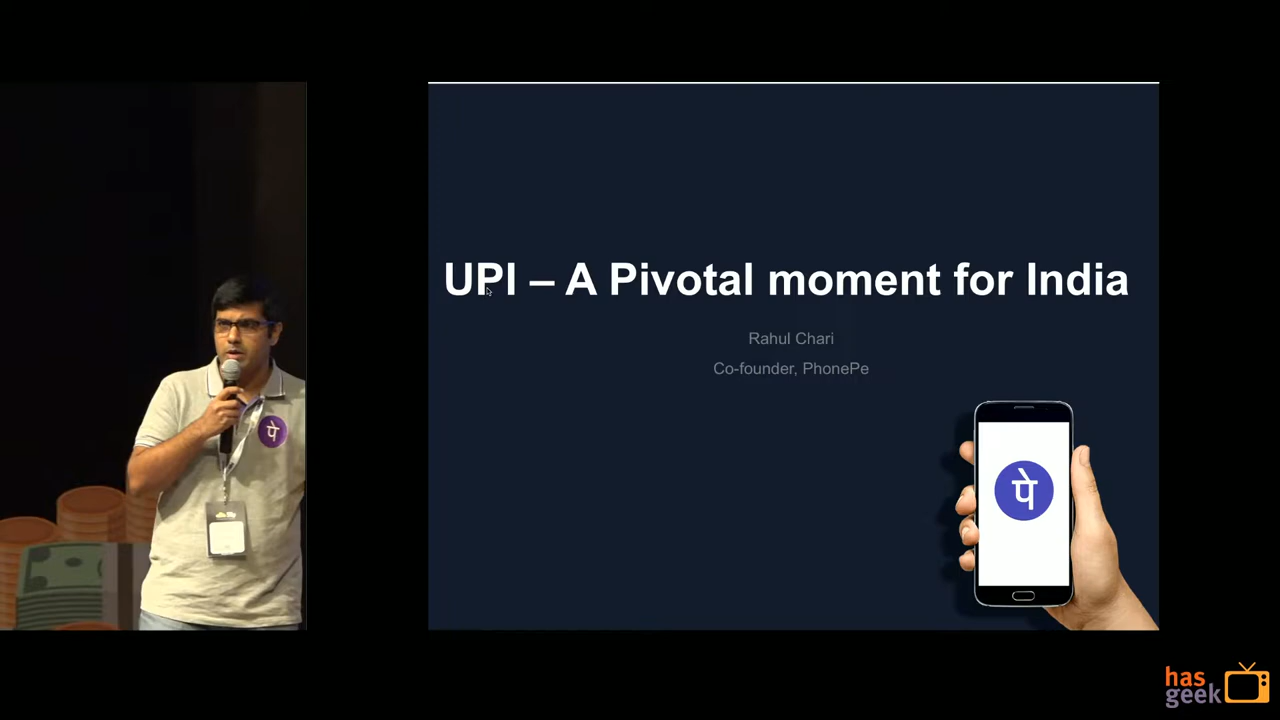 UPI – A Pivotal moment for India
Rahul Chari
Co-founder, PhonePe
पे
पे
has
geek